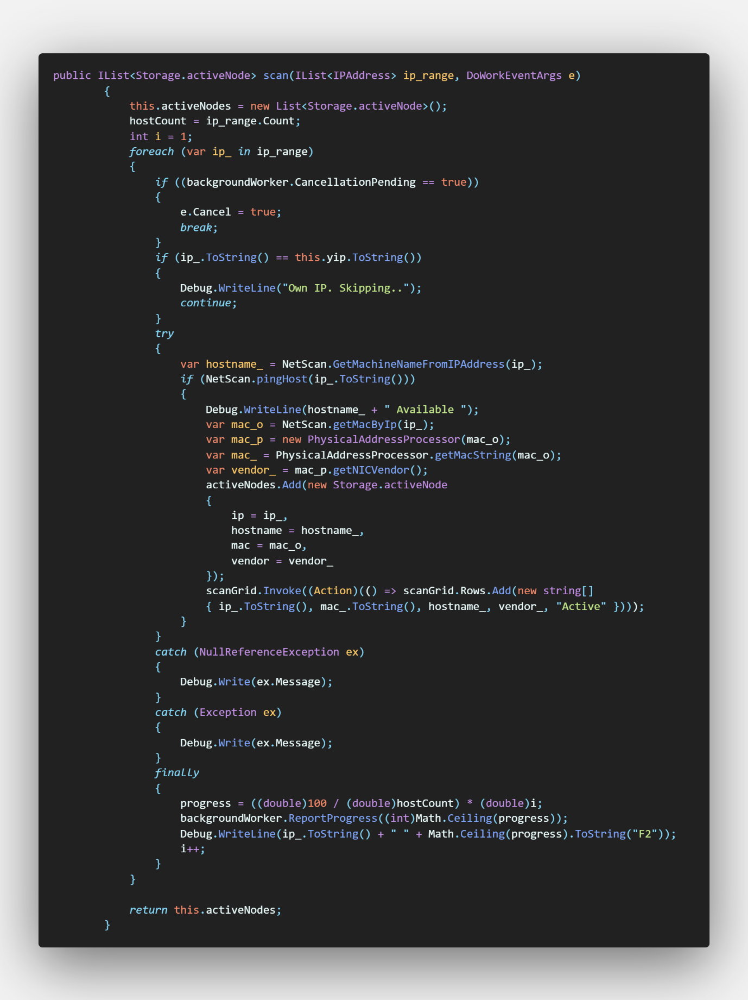 public IList<Storage.activeNode> scan(IList<IPAddress> ip_range, DoWorkEventArgs e)
{
this.activeNodes = new List<Storage.activeNode>();
hostCount = ip_range.Count;
int i = 1;
foreach (var ip_ in ip_range)
{
if ((backgroundWorker.CancellationPending == true))
{
e.Cancel = true;
break;
}
if (ip_.ToString() == this.yip.ToString())
{
Debug.WriteLine("Own IP. Skipping..");
continue;
}
try
{
var hostname_ = NetScan.GetMachineNameFromIPAddress(ip_);
if (NetScan.pingHost(ip_.ToString()))
{
Debug.WriteLine(hostname_ + " Available ");
var mac_o = NetScan.getMacByIp(ip_);
var mac_p = new PhysicalAddressProcessor(mac_o);
var mac_ = PhysicalAddressProcessor.getMacString(mac_o);
var vendor_ = mac_p.getNICVendor();
activeNodes.Add(new Storage.activeNode
{
ip = ip_,
hostname = hostname_,
mac = mac_o,
vendor = vendor_
});
scanGrid.Invoke((Action)(() => scanGrid.Rows.Add(new string[]
{ ip_.ToString(), mac_.ToString(), hostname_, vendor_, "Active" })));
}
}
catch (NullReferenceException ex)
{
Debug.Write(ex.Message);
}
catch (Exception ex)
{
Debug.Write(ex.Message);
}
finally
{
progress = ((double)100 / (double)hostCount) * (double)i;
backgroundWorker.ReportProgress((int)Math.Ceiling(progress));
Debug.WriteLine(ip_.ToString() + " " + Math.Ceiling(progress).ToString("F2"));
i++;
}
}
return this.activeNodes;
}